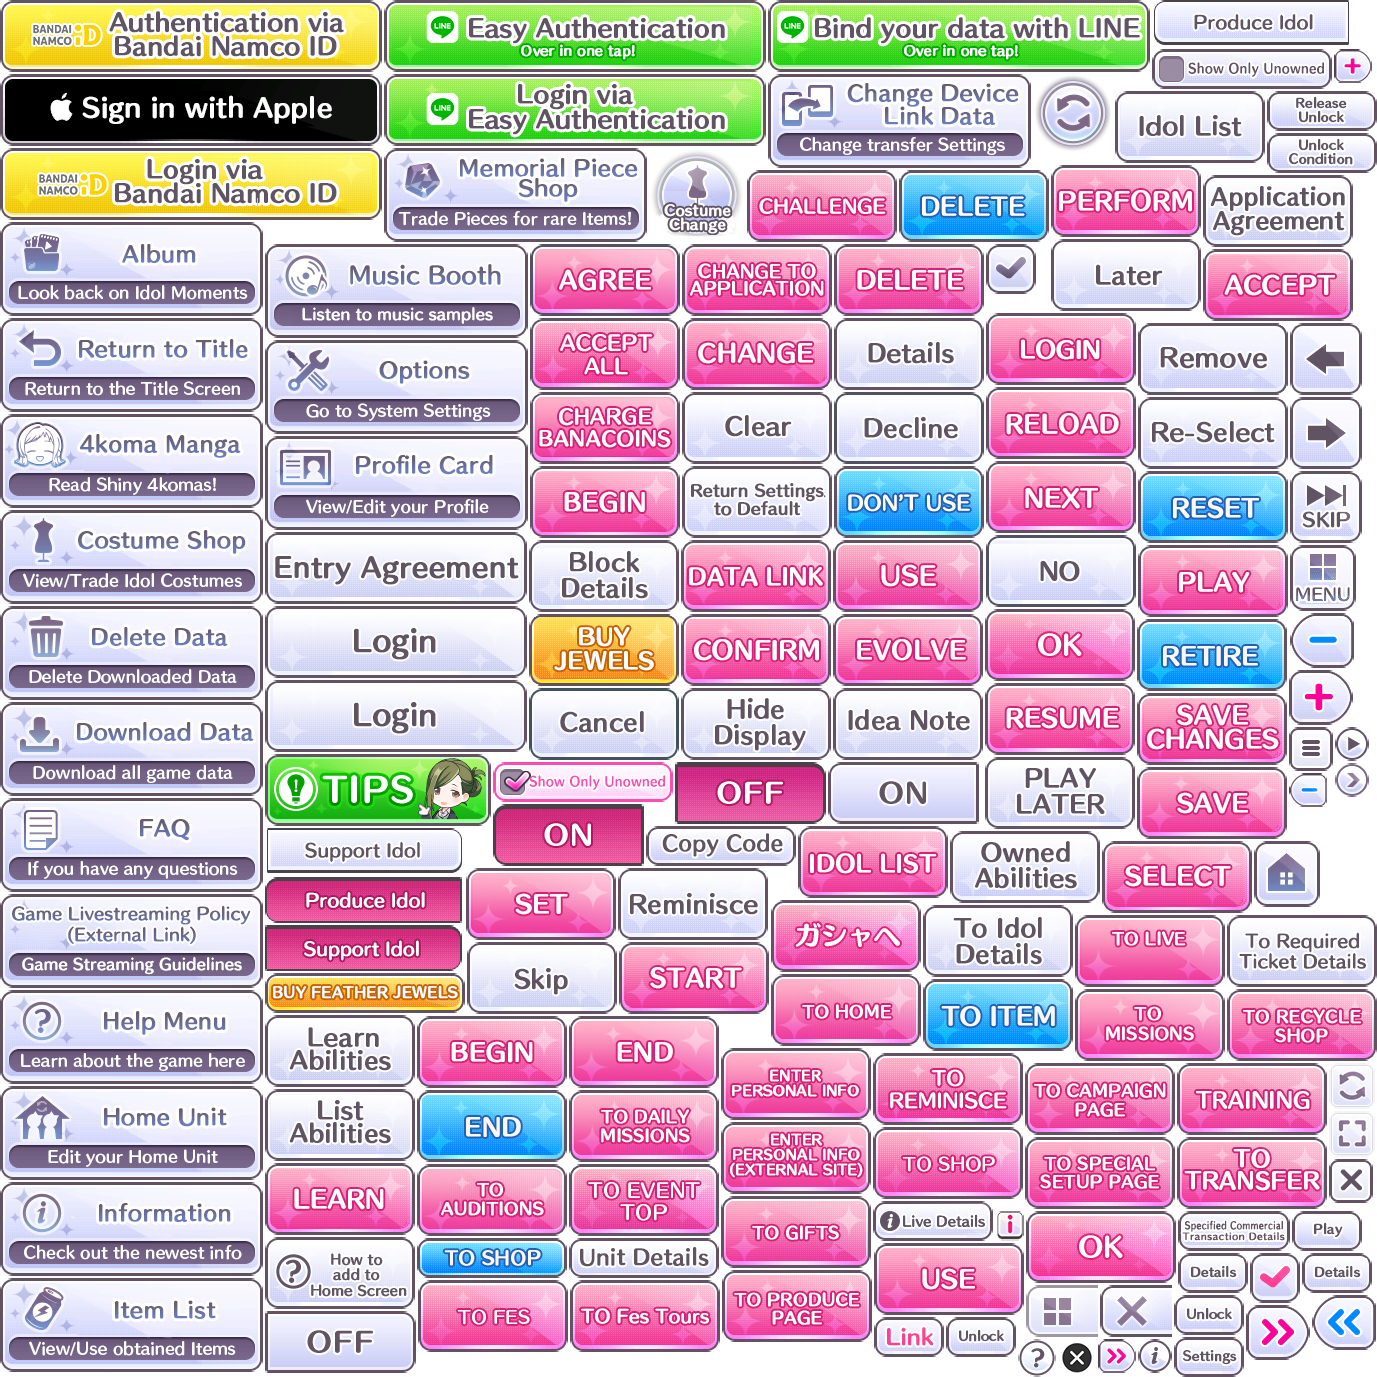 BANDAI
NAMCO iD
Authentication via
Bandai Namco ID
LINE
Easy Authentication
Over in one tap!
LINE
Bind your data with LINE
Over in one tap!
Produce Idol
Show Only Unowned
Sign in with Apple
LINE
Login via
Easy Authentication
Change Device
Link Data
Change transfer Settings
Idol List
Release
Unlock
Unlock
Condition
BANDAI
NAMCO iD
Login via
Bandai Namco ID
Memorial Piece
Shop
Trade Pieces for rare Items!
Costume
Change
CHALLENGE
DELETE
PERFORM
Application
Agreement
Album
Look back on Idol Moments
Music Booth
Listen to music samples
AGREE
CHANGE TO
APPLICATION
DELETE
Later
ACCEPT
Return to Title
Return to the Title Screen
Options
Go to System Settings
ACCEPT
ALL
CHANGE
Details
LOGIN
Remove
4koma Manga
Read Shiny 4komas!
Profile Card
View/Edit your Profile
CHARGE
BANACOINS
Clear
Decline
RELOAD
Re-Select
BEGIN
Return Settings
to Default
DON'T USE
NEXT
RESET
SKIP
Costume Shop
View/Trade Idol Costumes
Entry Agreement
Block
Details
DATA LINK
USE
NO
PLAY
MENU
Delete Data
Delete Downloaded Data
Login
BUY
JEWELS
CONFIRM
EVOLVE
OK
RETIRE
Download Data
Download all game data
Login
Cancel
Hide
Display
Idea Note
RESUME
SAVE
CHANGES
TIPS
Show Only Unowned
OFF
ON
PLAY
LATER
SAVE
FAQ
If you have any questions
Support Idol
ON
Copy Code
IDOL LIST
Owned
Abilities
SELECT
Produce Idol
SET
Reminisce
Game Livestreaming Policy
(External Link)
Game Streaming Guidelines
Support Idol
ガシャへ
To Idol
Details
TO LIVE
To Required
Ticket Details
BUY FEATHER JEWELS
Skip
START
TO HOME
TO ITEM
TO
MISSIONS
TO RECYCLE
SHOP
Help Menu
Learn about the game here
Learn
Abilities
BEGIN
END
ENTER
PERSONAL INFO
TO
REMINISCE
TO CAMPAIGN
PAGE
TRAINING
Home Unit
Edit your Home Unit
List
Abilities
END
TO DAILY
MISSIONS
ENTER
PERSONAL INFO
(EXTERNAL SITE)
TO SHOP
TO SPECIAL
SETUP PAGE
TO
TRANSFER
Information
Check out the newest info
LEARN
TO
AUDITIONS
TO EVENT
TOP
TO GIFTS
Live Details
OK
Specified Commercial
Transaction Details
Play
How to
add to
Home Screen
TO SHOP
Unit Details
USE
Details
Details
Item List
View/Use obtained Items
OFF
TO FES
TO Fes Tours
TO PRODUCE
PAGE
Link
Unlock
Unlock
Settings